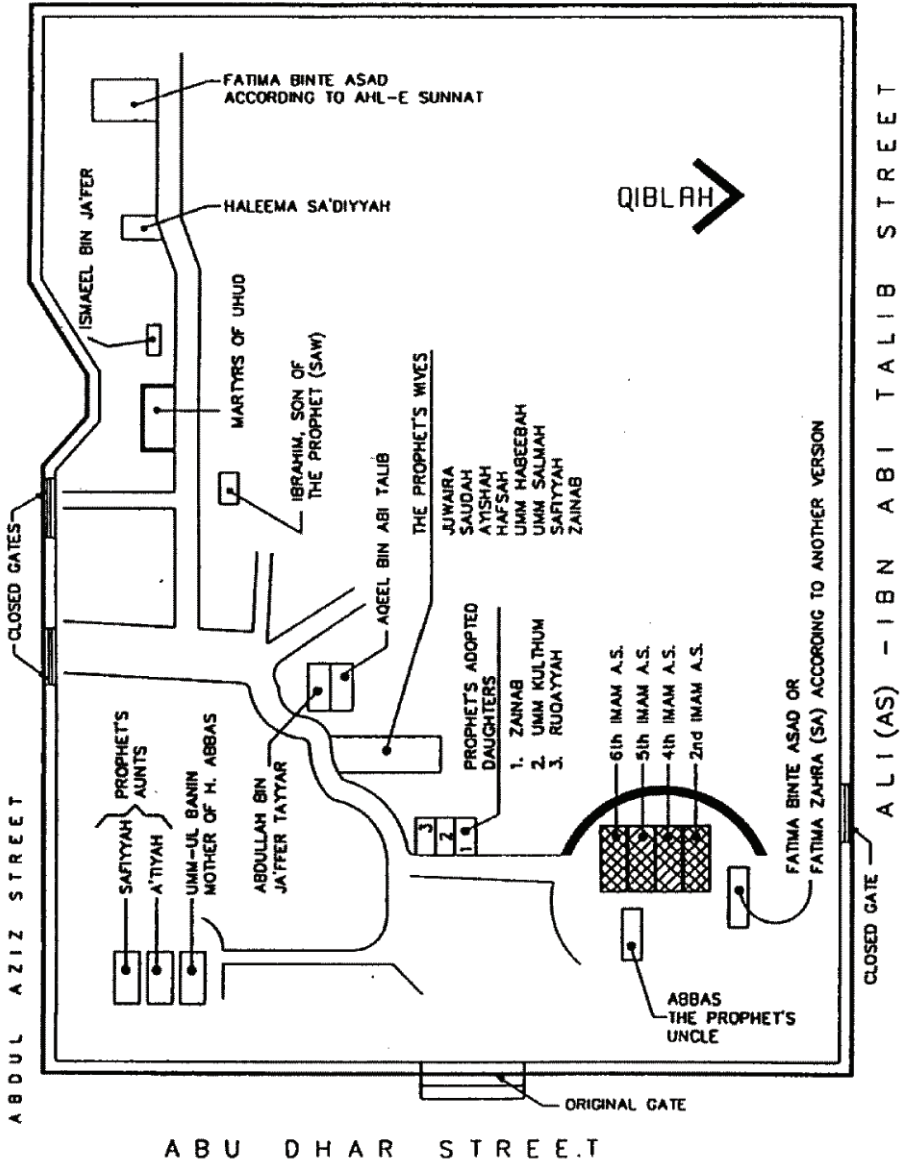 FATIMA BINTE ASAD
ACCORDING TO AHL-E SUNNAT
HALEEMA SA'DIYYAH
ISMAEEL BIN JA'FER
QIBLAH
MARTYRS OF UHUD
IBRAHIM, SON OF
THE PROPHET (SAW)
CLOSED GATES
AQEEL BIN ABI TALIB
THE PROPHET'S WIVES
JUWAIRA
SAUDAH
AYISHAH
HAFSAH
UMM HABEEBAH
UMM SALMAH
SAFIYYAH
ZAINAB
ABDULLAH BIN
JA'FFER TAYYAR
PROPHET'S ADOPTED
DAUGHTERS
1. ZAINAB
2. UMM KULTHUM
3. RUQAYYAH
3
2
1
PROPHET'S
AUNTS
SAFIYYAH
A'TIYAH
UMM-UL BANIN
MOTHER OF H. ABBAS
6th IMAM A.S.
5th IMAM A.S.
4th IMAM A.S.
2nd IMAM A.S.
FATIMA BINTE ASAD OR
FATIMA ZAHRA (SA) ACCORDING TO ANOTHER VERSION
ABBAS
THE PROPHET'S
UNCLE
CLOSED GATE
ORIGINAL GATE
ABDUL AZIZ STREET
ALI(AS) - IBN ABI TALIB STREET
ABU DHAR STREE.T